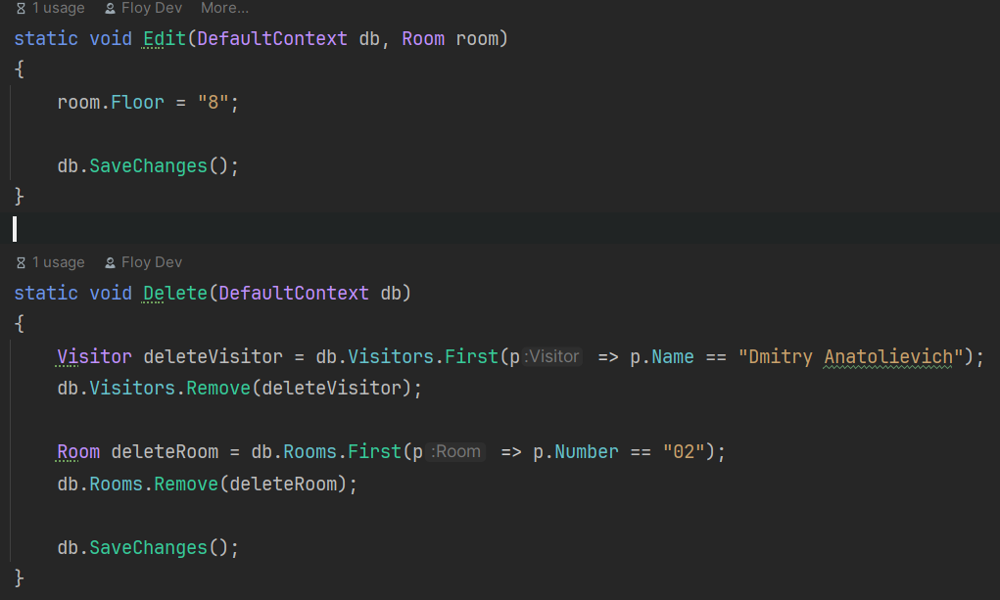 1 usage Floy Dev More...
static void Edit(DefaultContext db, Room room)
{
    room.Floor = "8";

    db.SaveChanges();
}

1 usage Floy Dev
static void Delete(DefaultContext db)
{
    Visitor deleteVisitor = db.Visitors.First(p :Visitor => p.Name == "Dmitry Anatolievich");
    db.Visitors.Remove(deleteVisitor);

    Room deleteRoom = db.Rooms.First(p :Room => p.Number == "02");
    db.Rooms.Remove(deleteRoom);

    db.SaveChanges();
}